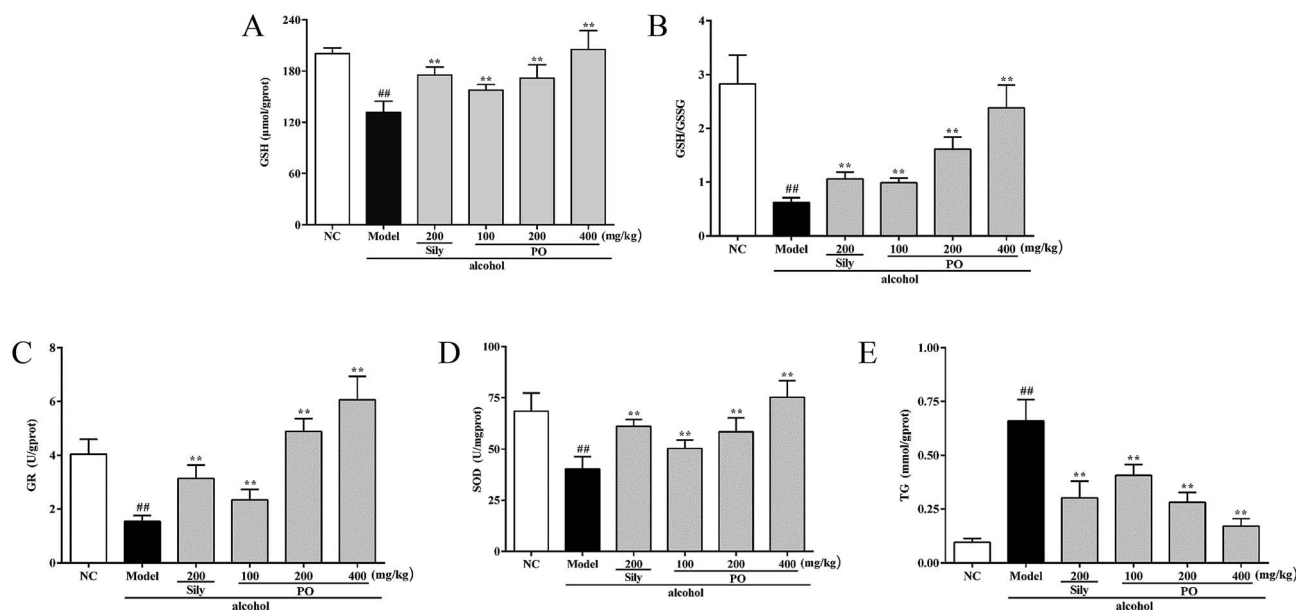 A
GSH (μmol/gprot)
240
180
120
60
0
##
**
**
**
**
NC
Model
200
100
200
400 (mg/kg)
Sily
PO
alcohol
B
GSH/GSSG
4
3
2
1
0
##
**
**
**
**
NC
Model
200
100
200
400 (mg/kg)
Sily
PO
alcohol
C
GR (U/gprot)
8
6
4
2
0
##
**
**
**
**
NC
Model
200
100
200
400 (mg/kg)
Sily
PO
alcohol
D
SOD (U/mgprot)
100
75
50
25
0
##
**
**
**
**
NC
Model
200
100
200
400 (mg/kg)
Sily
PO
alcohol
E
TG (mmol/gprot)
1.00
0.75
0.50
0.25
0.00
##
**
**
**
**
NC
Model
200
100
200
400 (mg/kg)
Sily
PO
alcohol